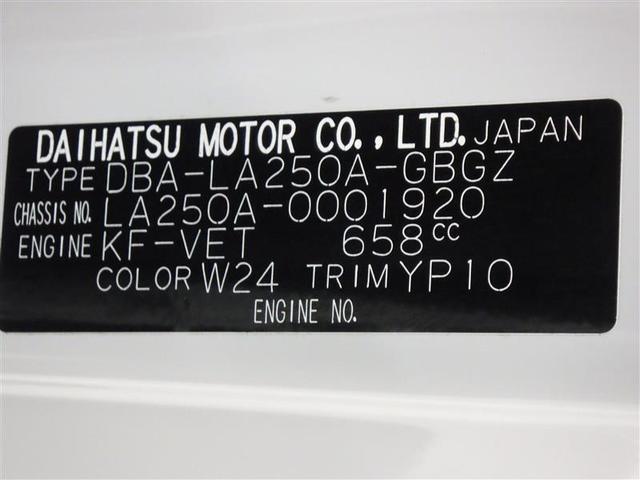 DAIHATSU MOTOR CO., LTD. JAPAN
TYPE DBA-LA250A-GBGZ
CHASSIS NO. LA250A-0001920
ENGINE KF-VET 658cc
COLOR W24 TRIM YP10
ENGINE NO.